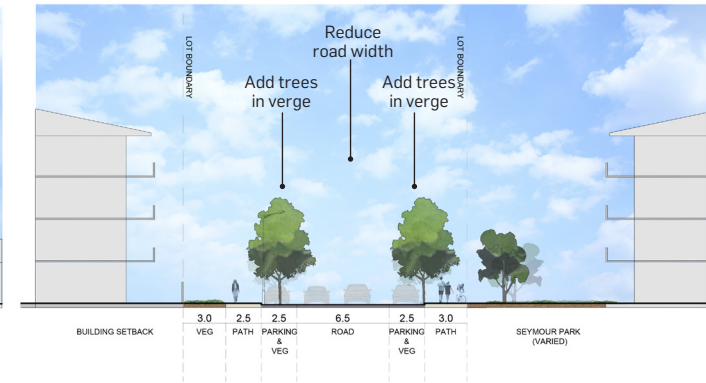 Reduce
road width
LOT BOUNDARY
LOT BOUNDARY
Add trees
in verge
Add trees
in verge
3.0
2.5
2.5
6.5
2.5
3.0
BUILDING SETBACK
VEG
PATH
PARKING
&
VEG
ROAD
PARKING
&
VEG
PATH
SEYMOUR PARK
(VARIED)